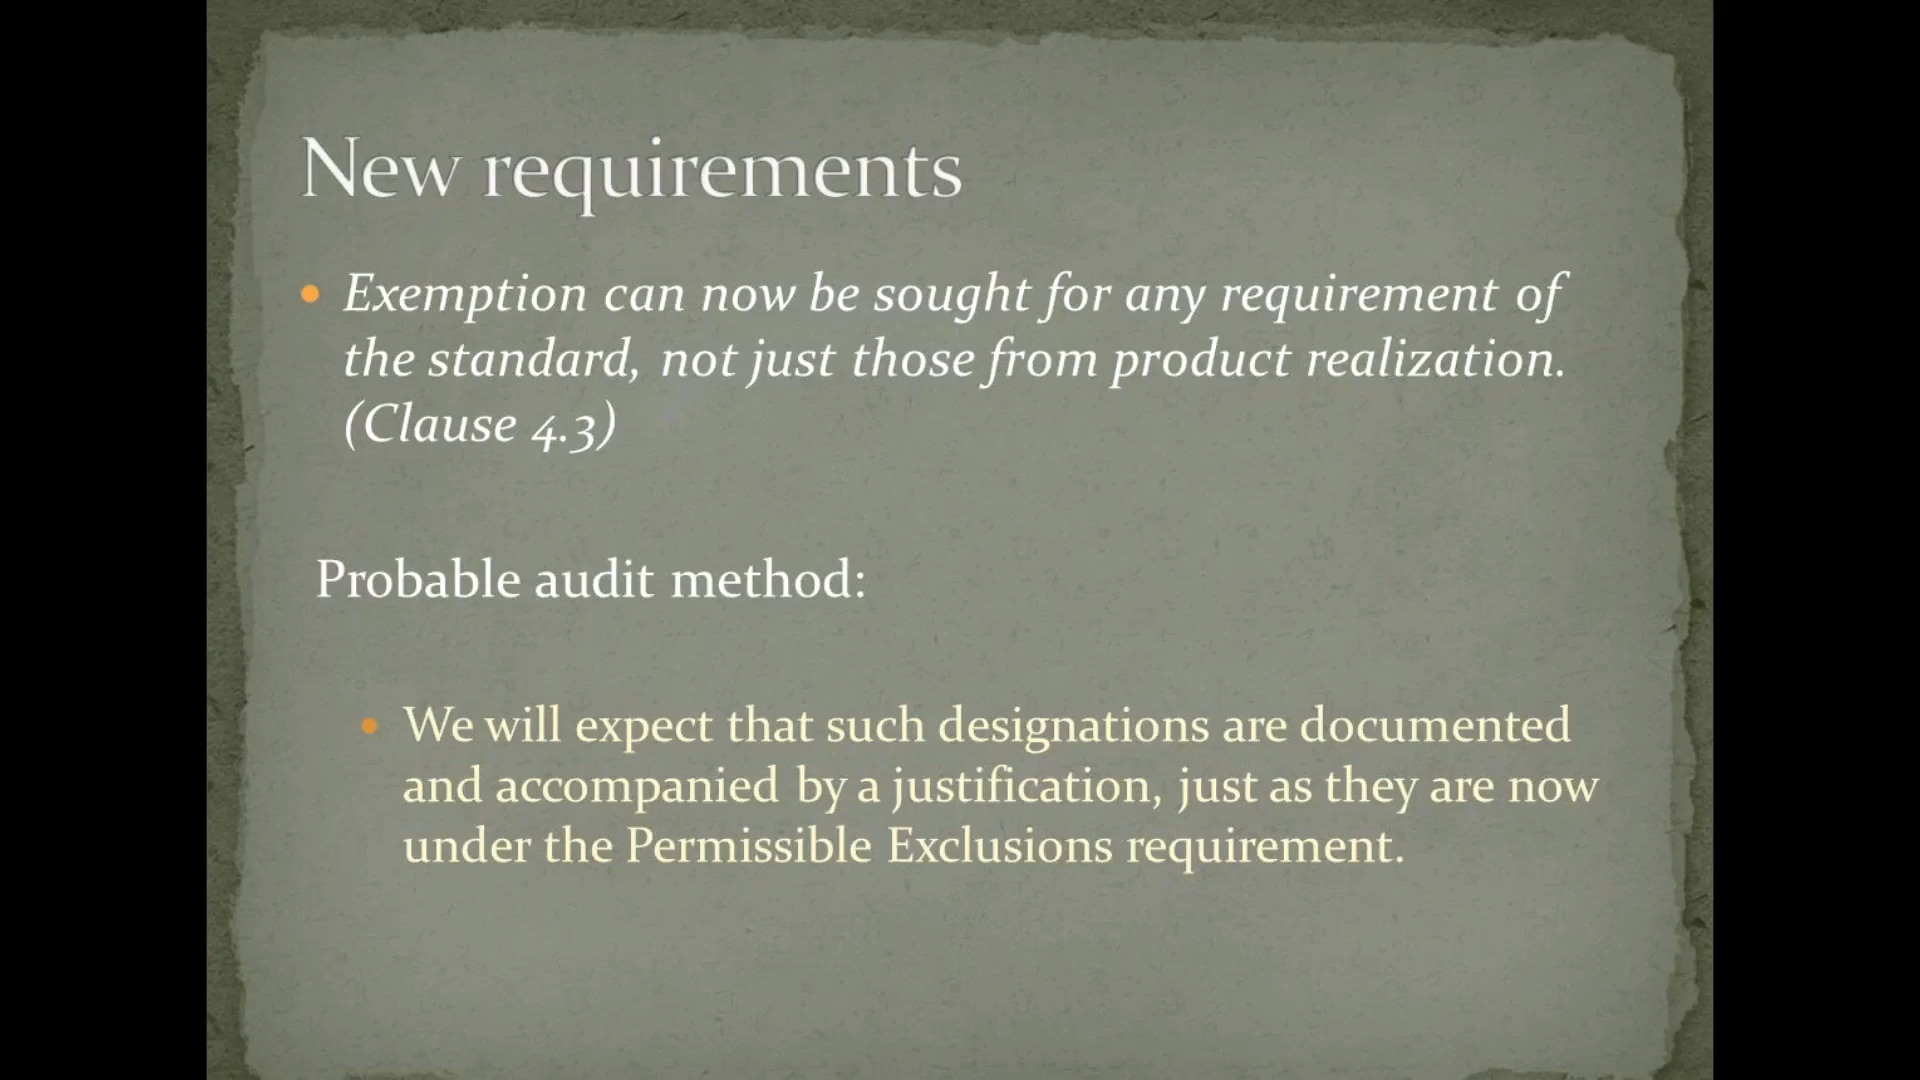 New requirements
• Exemption can now be sought for any requirement of
the standard, not just those from product realization.
(Clause 4.3)
Probable audit method:
• We will expect that such designations are documented
and accompanied by a justification, just as they are now
under the Permissible Exclusions requirement.